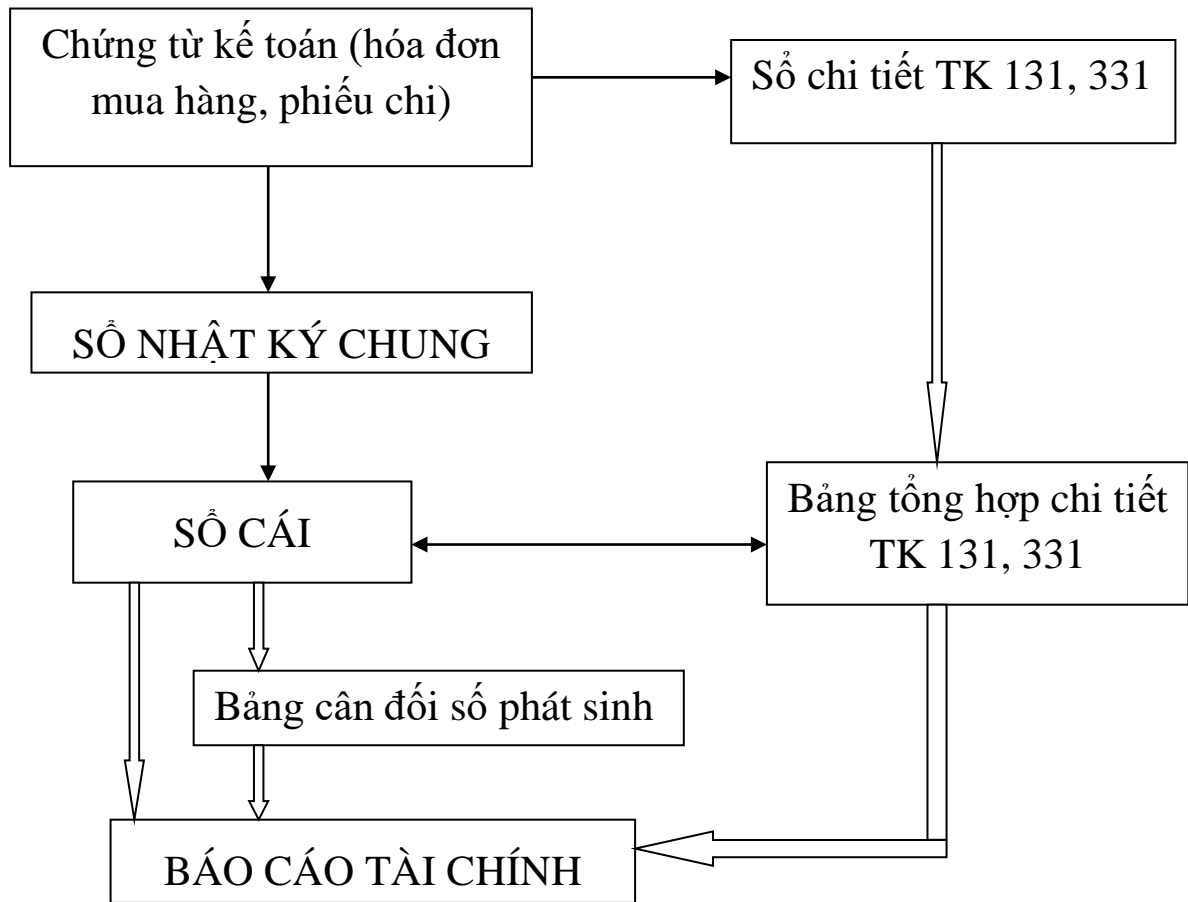 Chứng từ kế toán (hóa đơn
mua hàng, phiếu chi)
Sổ chi tiết TK 131, 331
SỔ NHẬT KÝ CHUNG
SỔ CÁI
Bảng tổng hợp chi tiết
TK 131, 331
Bảng cân đối số phát sinh
BÁO CÁO TÀI CHÍNH